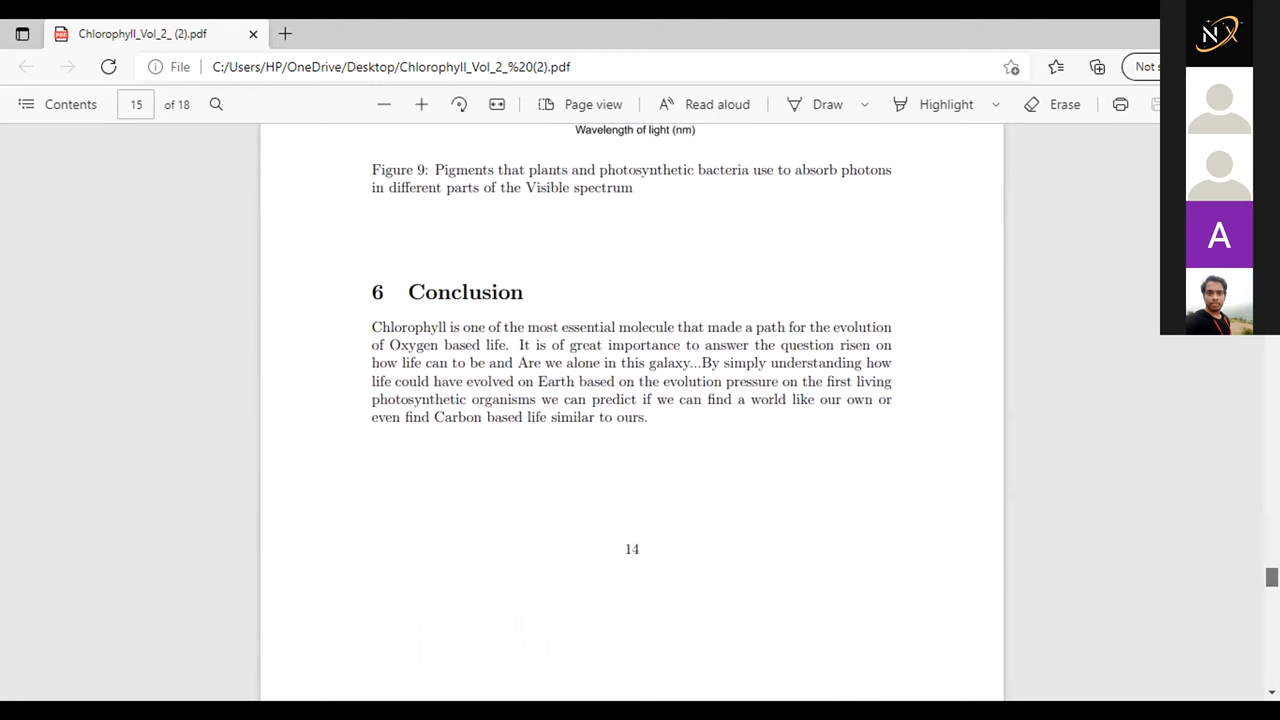 Chlorophyll_Vol_2_ (2).pdf
File C:/Users/HP/OneDrive/Desktop/Chlorophyll_Vol_2_%20(2).pdf
Not s
NX
Contents 15 of 18 Page view Read aloud Draw Highlight Erase
Wavelength of light (nm)
Figure 9: Pigments that plants and photosynthetic bacteria use to absorb photons
in different parts of the Visible spectrum
A
6 Conclusion
Chlorophyll is one of the most essential molecule that made a path for the evolution
of Oxygen based life. It is of great importance to answer the question risen on
how life can to be and Are we alone in this galaxy...By simply understanding how
life could have evolved on Earth based on the evolution pressure on the first living
photosynthetic organisms we can predict if we can find a world like our own or
even find Carbon based life similar to ours.
14